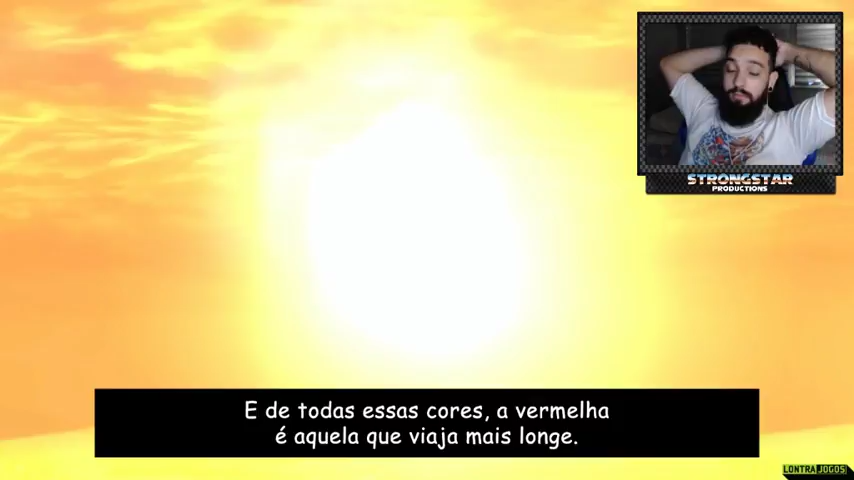 STRONGSTAR
PRODUCTIONS
E de todas essas cores, a vermelha
é aquela que viaja mais longe.
LONTRAJOGOS